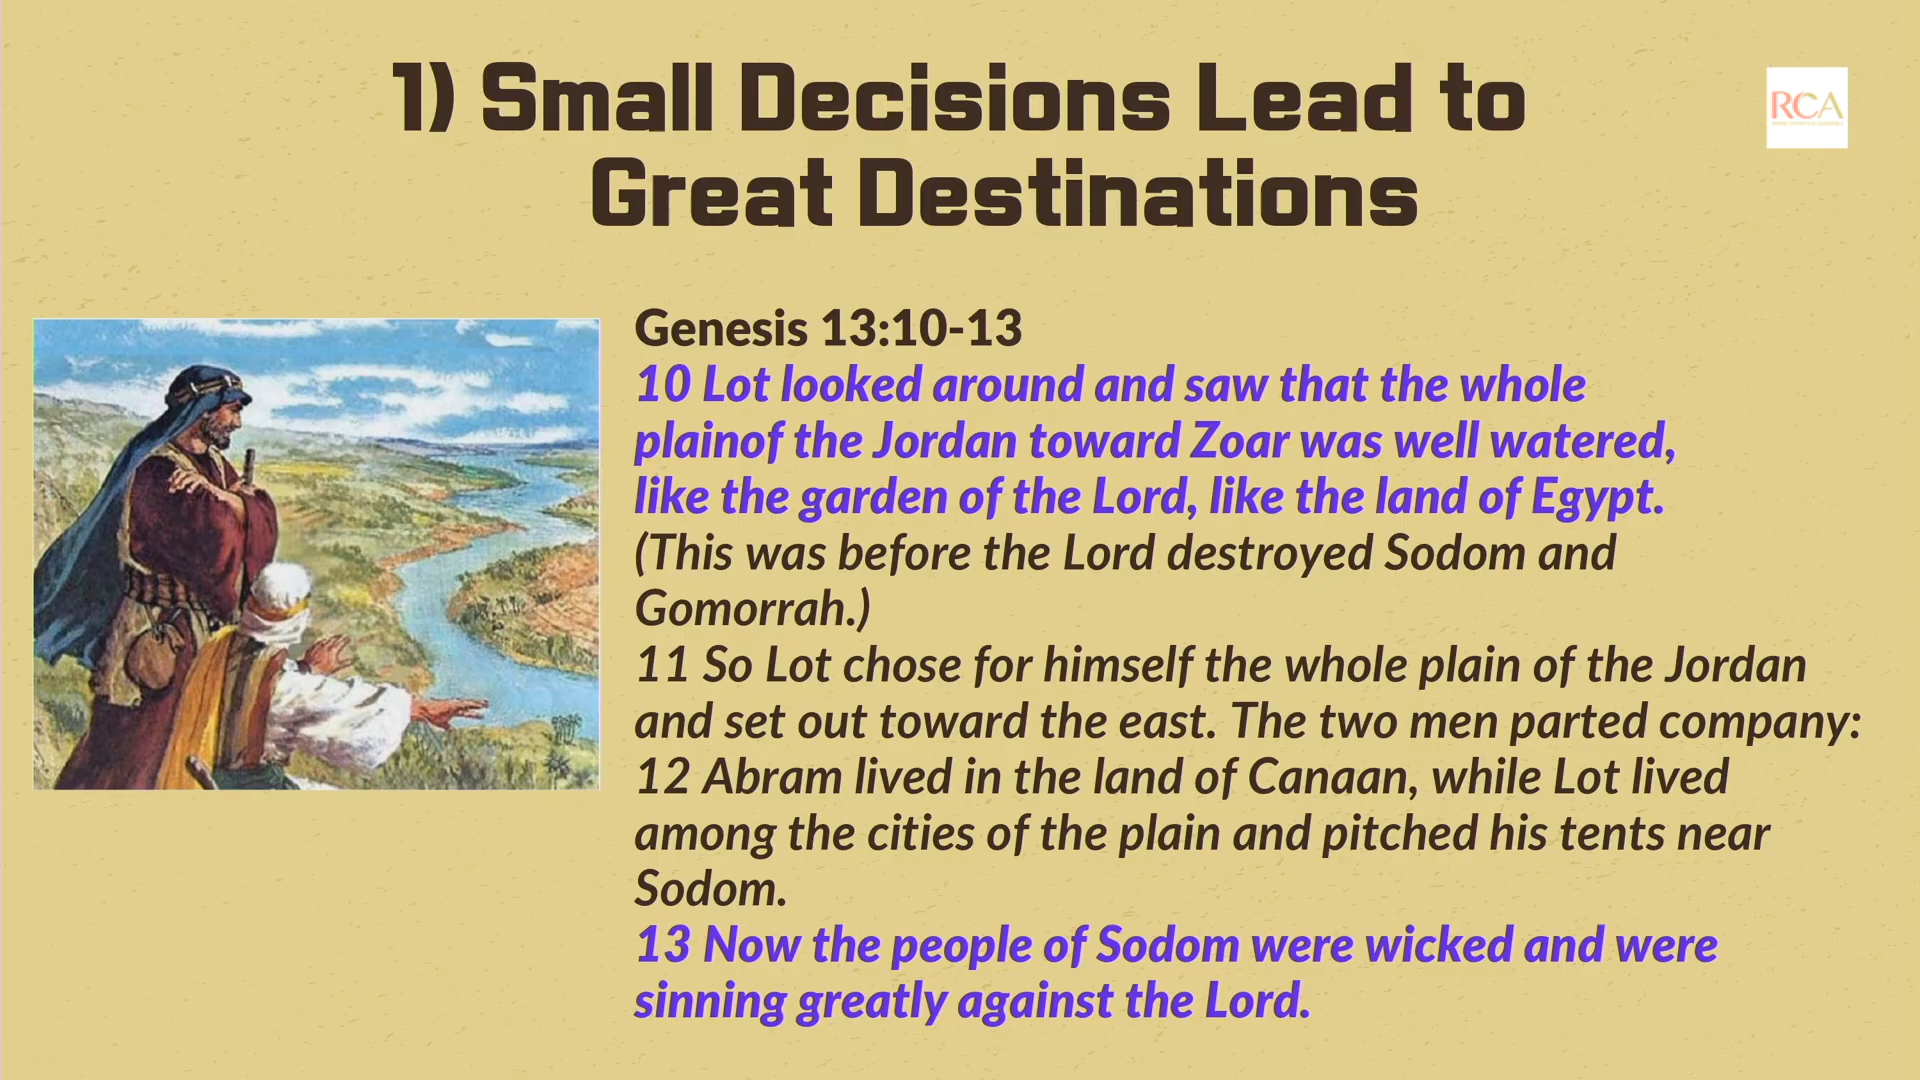 1) Small Decisions Lead to
Great Destinations
RCA
Genesis 13:10-13
10 Lot looked around and saw that the whole
plainof the Jordan toward Zoar was well watered,
like the garden of the Lord, like the land of Egypt.
(This was before the Lord destroyed Sodom and
Gomorrah.)
11 So Lot chose for himself the whole plain of the Jordan
and set out toward the east. The two men parted company:
12 Abram lived in the land of Canaan, while Lot lived
among the cities of the plain and pitched his tents near
Sodom.
13 Now the people of Sodom were wicked and were
sinning greatly against the Lord.